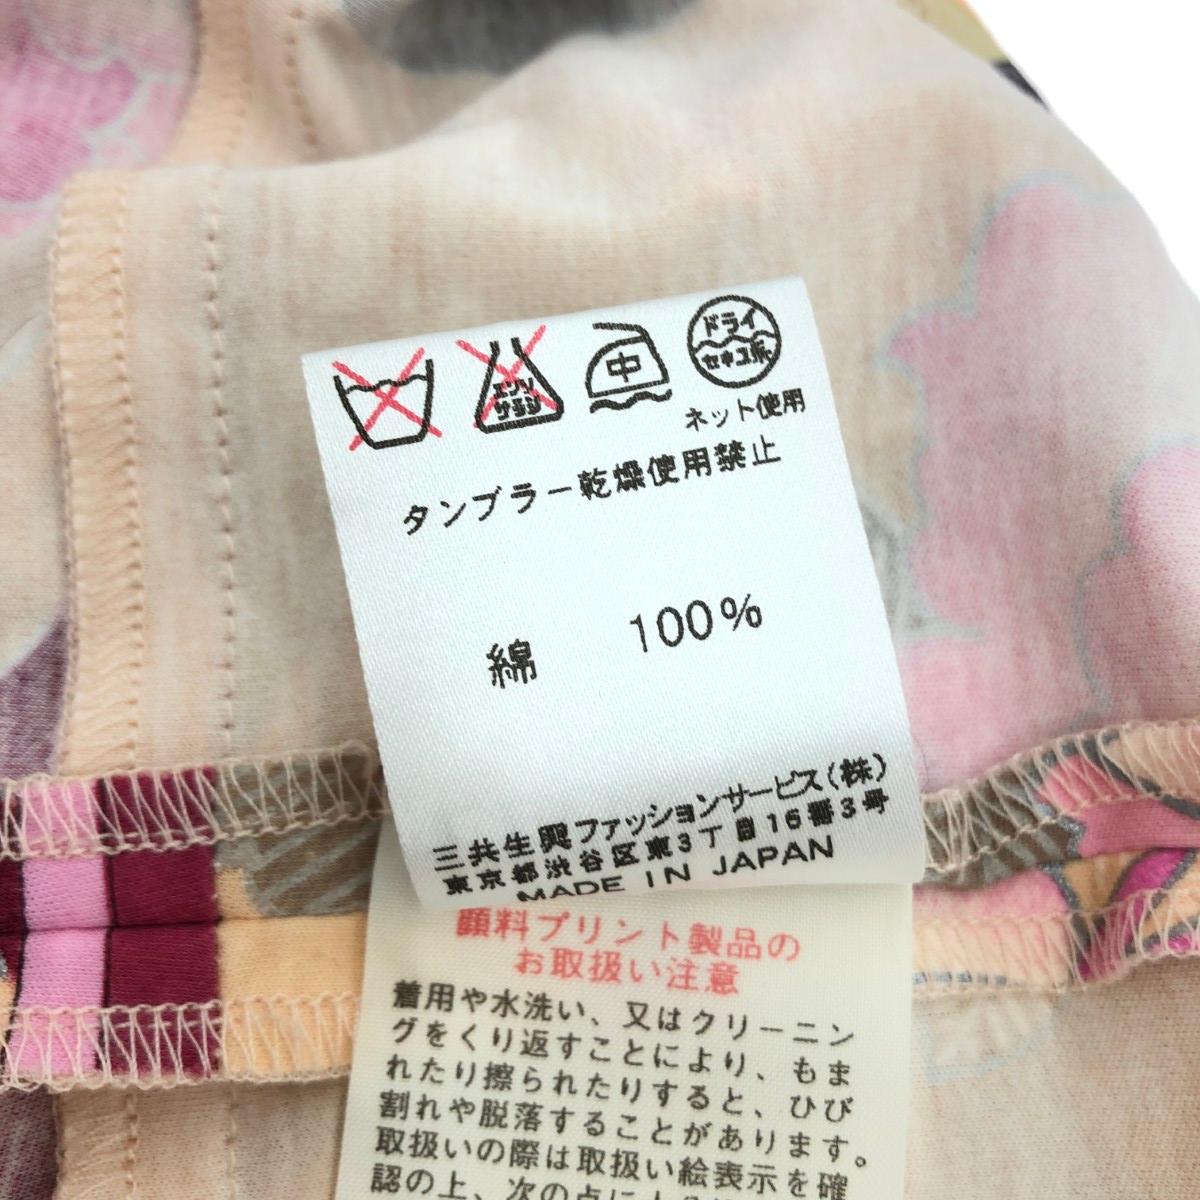 エンソ
サラシ
中
ドライ
セキユ系
ネット使用
タンブラー乾燥使用禁止
綿 100%
三共生興ファッションサービス(株)
東京都渋谷区東3丁目16番3号
MADE IN JAPAN
顔料プリント製品の
お取扱い注意
着用や水洗い、又はクリーニン
グをくり返すことにより、もま
れたり擦られたりすると、ひび
割れや脱落することがあります。
取扱いの際は取扱い絵表示を確
認の上、次の点に